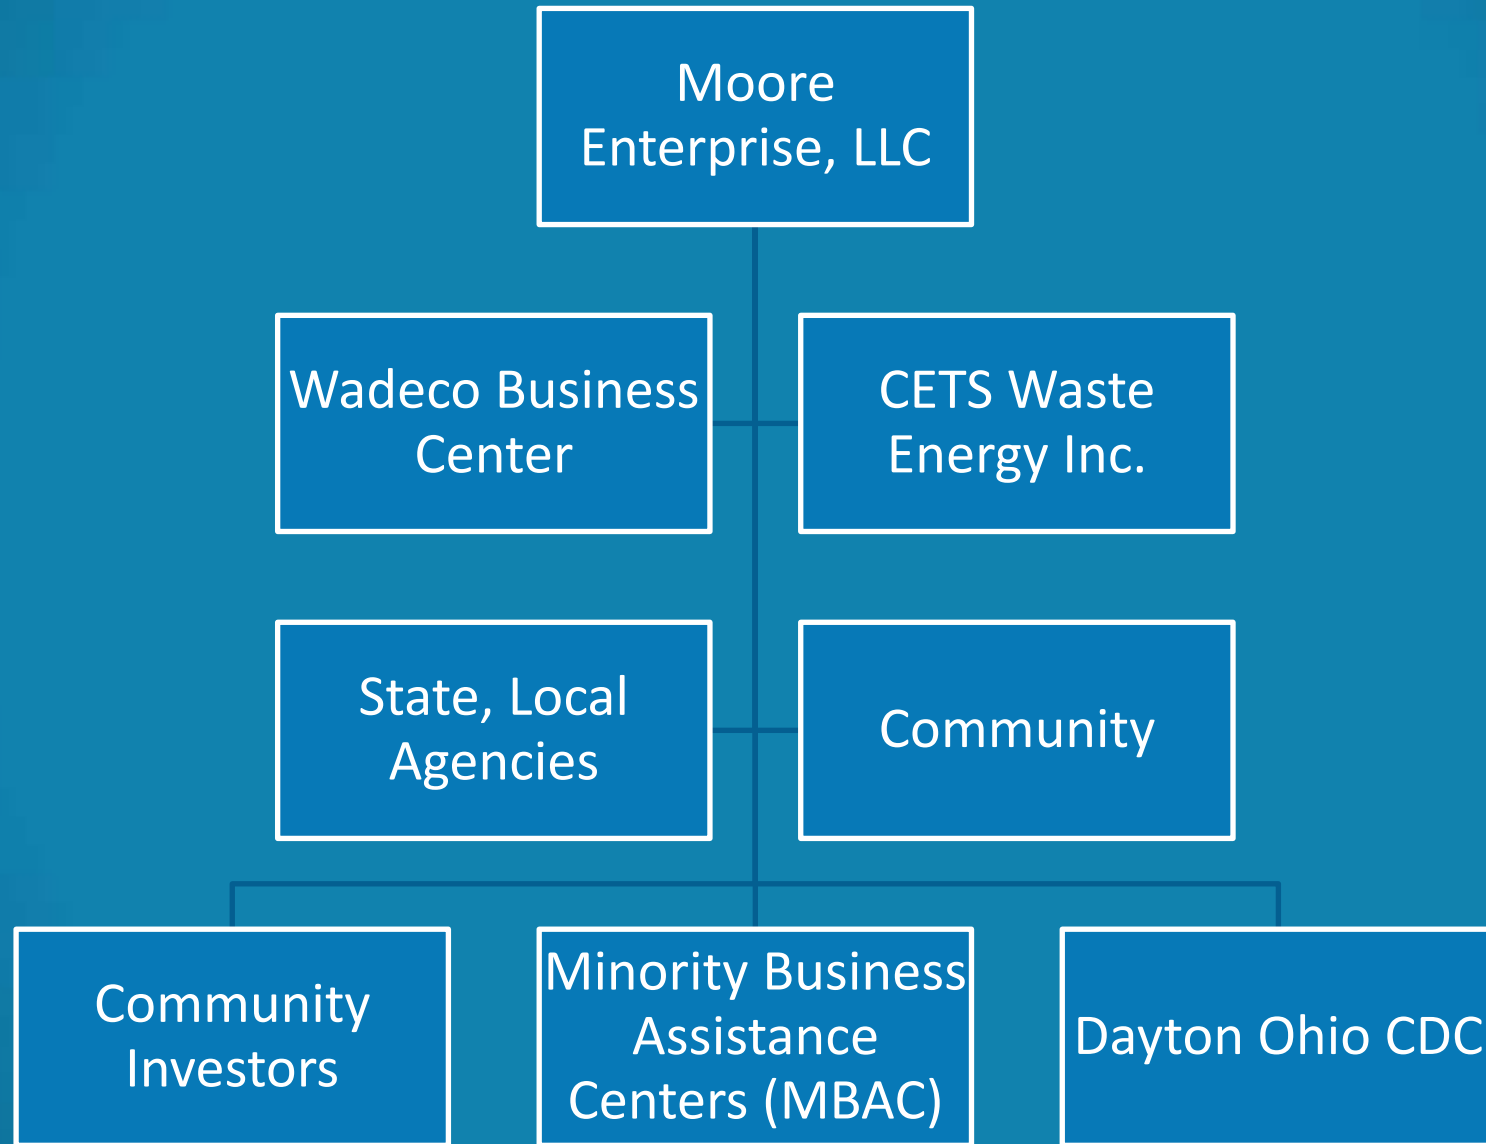 Moore
Enterprise, LLC
Wadeco Business
Center
CETS Waste
Energy Inc.
State, Local
Agencies
Community
Community
Investors
Minority Business
Assistance
Centers (MBAC)
Dayton Ohio CDC